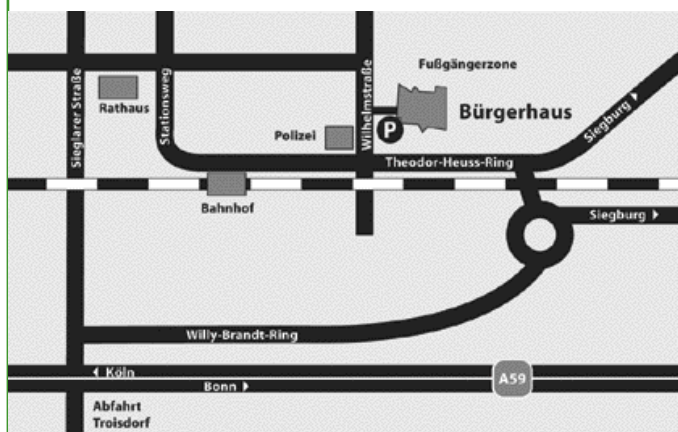 Sieglarer Straße
Stationsweg
Wilhelmstraße
Fußgängerzone
Rathaus
Bürgerhaus
P
Polizei
Siegburg
Theodor-Heuss-Ring
Bahnhof
Siegburg
Willy-Brandt-Ring
Köln
Bonn
A59
Abfahrt
Troisdorf